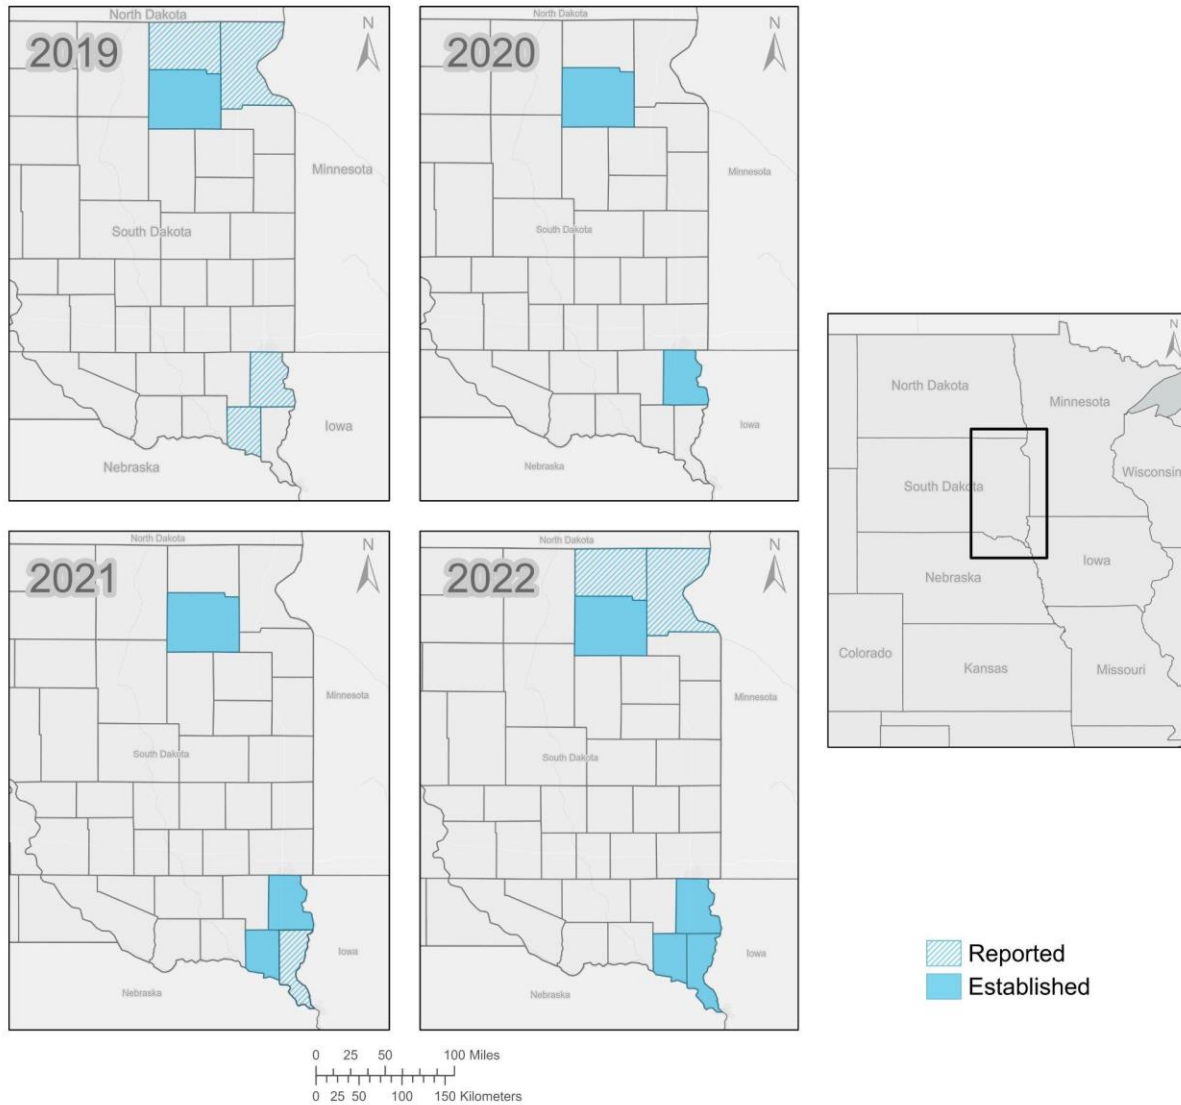 North Dakota
N
2019
Minnesota
South Dakota
Iowa
Nebraska
North Dakota
N
2020
Minnesota
South Dakota
Iowa
Nebraska
North Dakota
N
2021
Minnesota
South Dakota
Iowa
Nebraska
North Dakota
N
2022
Minnesota
South Dakota
Iowa
Nebraska
N
North Dakota
Minnesota
Wisconsin
South Dakota
Iowa
Nebraska
Colorado
Kansas
Missouri
Reported
Established
0 25 50 100 Miles
0 25 50 100 150 Kilometers